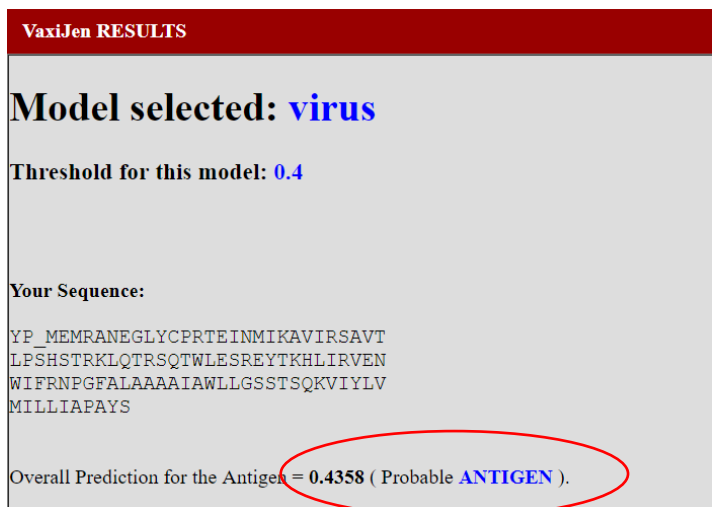 VaxiJen RESULTS
Model selected: virus
Threshold for this model: 0.4
Your Sequence:
YP_MEMRANEGLYCPRTEINMIKAVIRSAVT
LPSHSTRKLQTRSQTWLESREYTKHLIRVEN
WIFRNPGFALAAAAIAWLLGSSTSQKVIYLV
MILLIAPAYS
Overall Prediction for the Antigen = 0.4358 ( Probable ANTIGEN ).